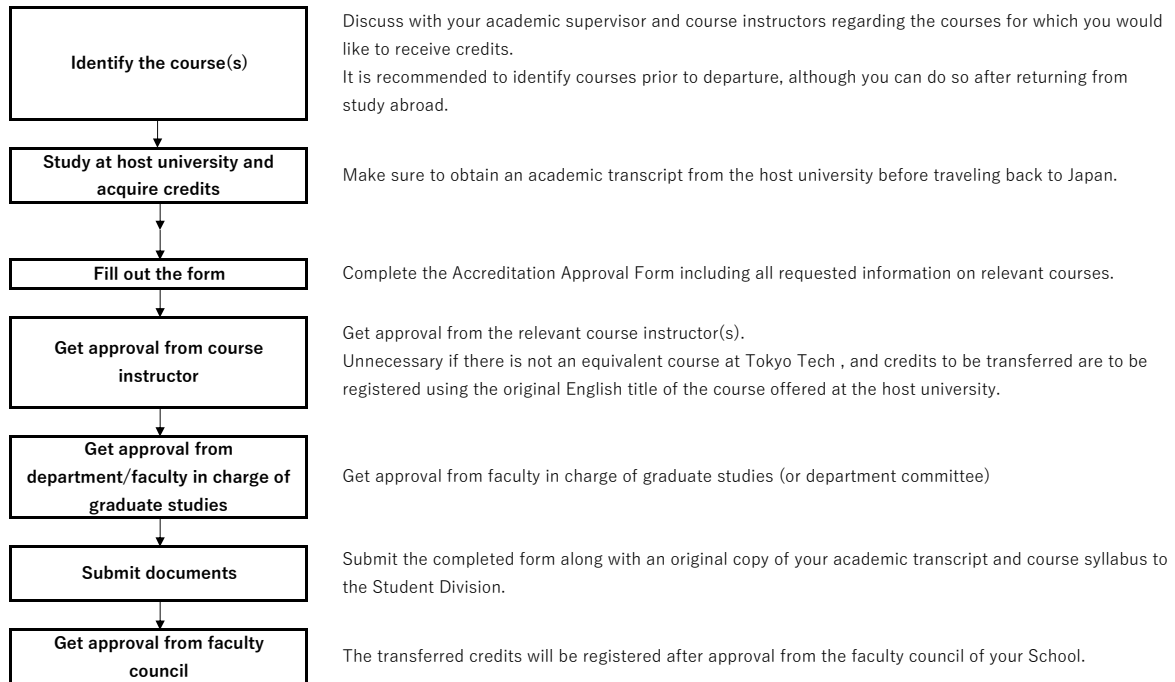 Identify the course(s)
Discuss with your academic supervisor and course instructors regarding the courses for which you would
like to receive credits.
It is recommended to identify courses prior to departure, although you can do so after returning from
study abroad.
Study at host university and
acquire credits
Make sure to obtain an academic transcript from the host university before traveling back to Japan.
Fill out the form
Complete the Accreditation Approval Form including all requested information on relevant courses.
Get approval from course
instructor
Get approval from the relevant course instructor(s).
Unnecessary if there is not an equivalent course at Tokyo Tech , and credits to be transferred are to be
registered using the original English title of the course offered at the host university.
Get approval from
department/faculty in charge of
graduate studies
Get approval from faculty in charge of graduate studies (or department committee)
Submit documents
Submit the completed form along with an original copy of your academic transcript and course syllabus to
the Student Division.
Get approval from faculty
council
The transferred credits will be registered after approval from the faculty council of your School.